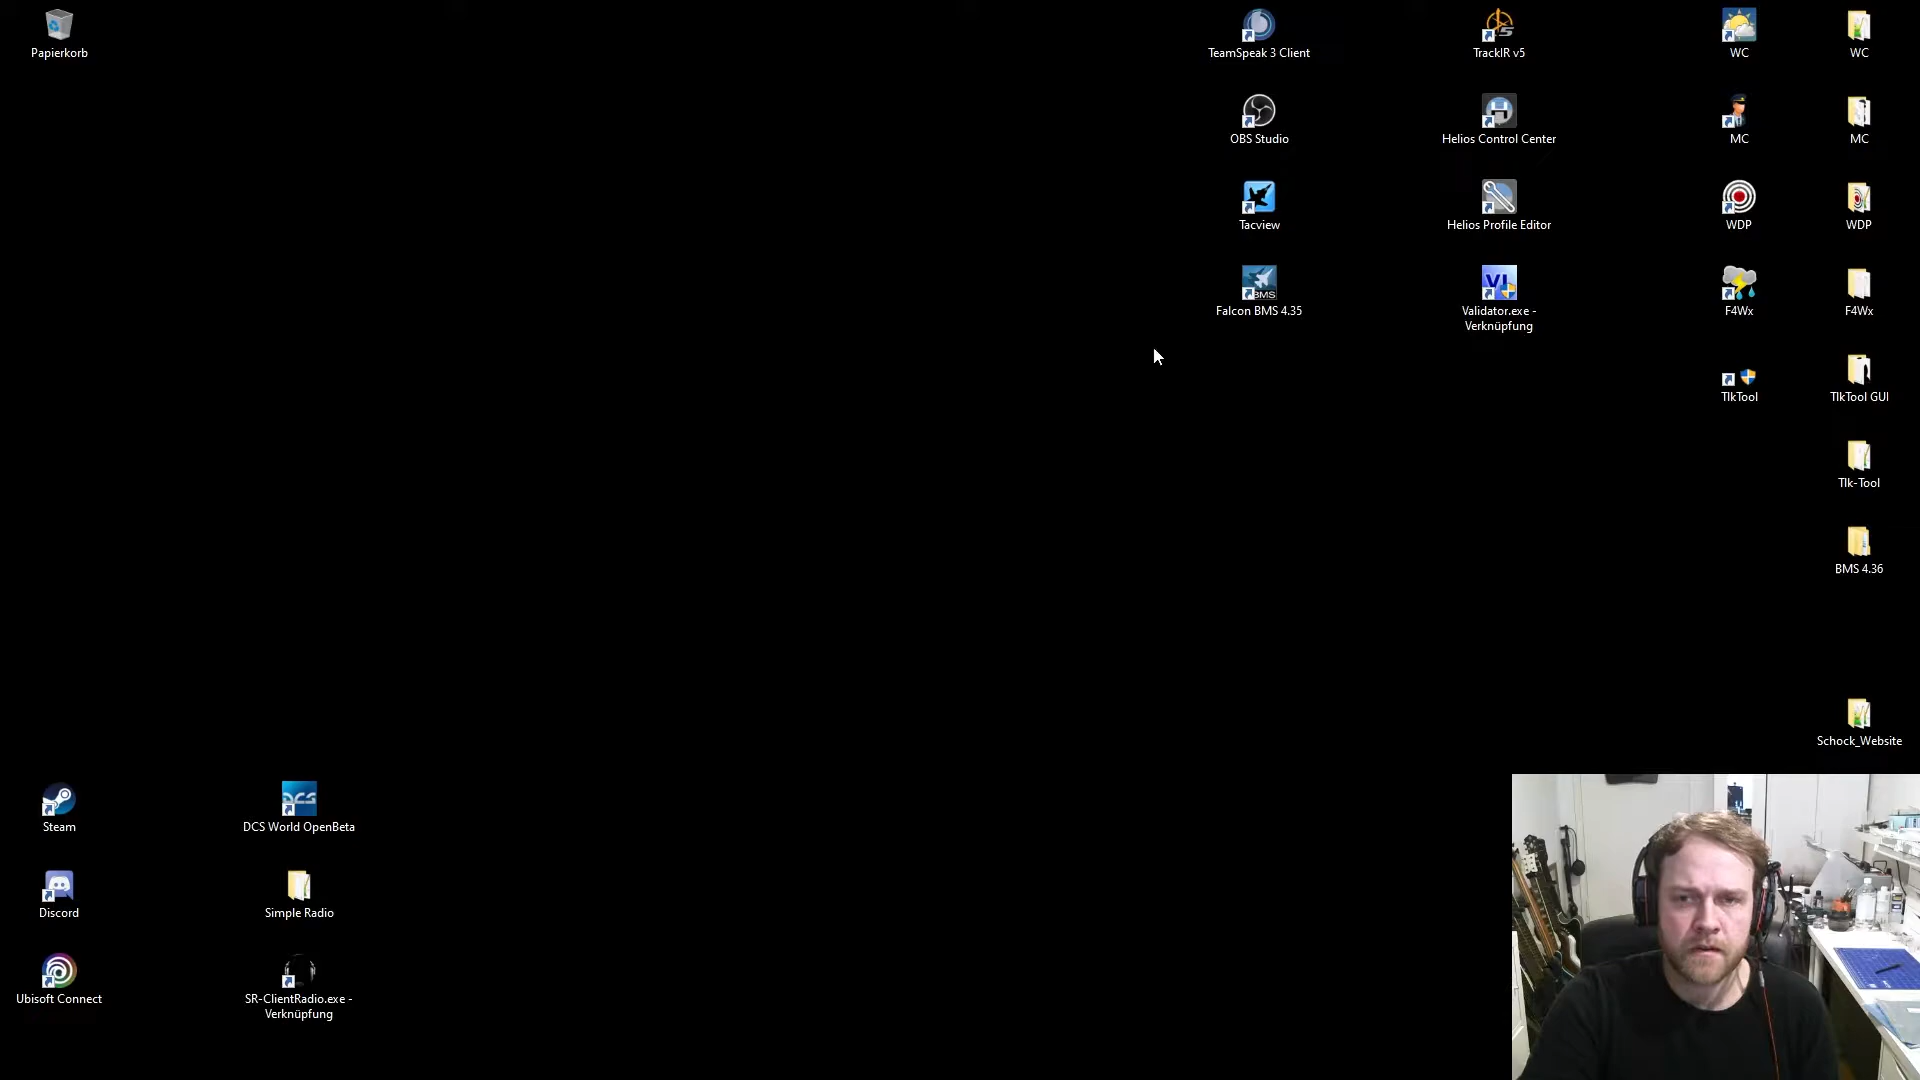 Papierkorb
TeamSpeak 3 Client
TrackIR v5
WC
WC
OBS Studio
Helios Control Center
MC
MC
Tacview
Helios Profile Editor
WDP
WDP
BMS
Falcon BMS 4.35
VI
Validator.exe -
Verknüpfung
F4Wx
F4Wx
TlkTool
TlkTool GUI
Tlk-Tool
BMS 4.36
Schock_Website
Steam
DCS
DCS World OpenBeta
Discord
Simple Radio
Ubisoft Connect
SR-ClientRadio.exe -
Verknüpfung